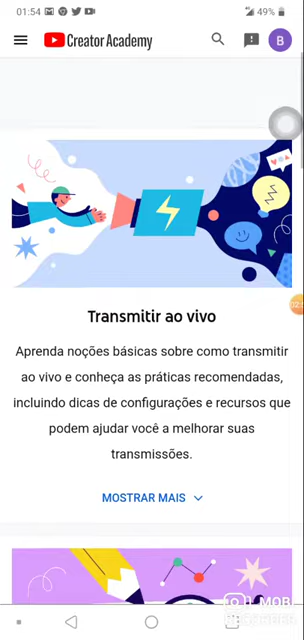 01:54
49%
Creator Academy
B
Transmitir ao vivo
Aprenda noções básicas sobre como transmitir
ao vivo e conheça as práticas recomendadas,
incluindo dicas de configurações e recursos que
podem ajudar você a melhorar suas
transmissões.
MOSTRAR MAIS